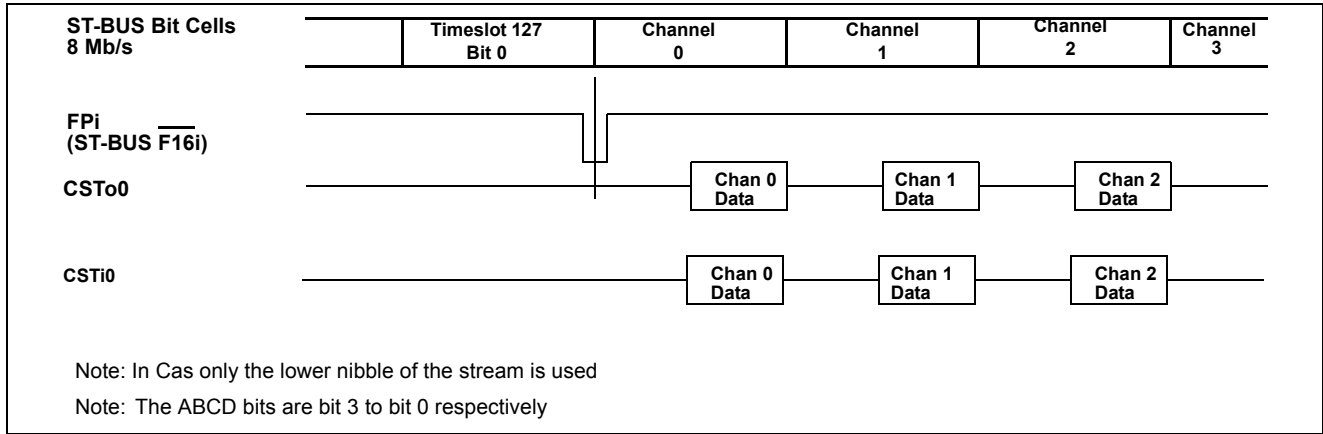 ST-BUS Bit Cells
8 Mb/s
Timeslot 127
Bit 0
Channel
0
Channel
1
Channel
2
Channel
3
FPi
(ST-BUS F16i)
CSTo0
Chan 0
Data
Chan 1
Data
Chan 2
Data
CSTi0
Chan 0
Data
Chan 1
Data
Chan 2
Data
Note: In Cas only the lower nibble of the stream is used
Note: The ABCD bits are bit 3 to bit 0 respectively